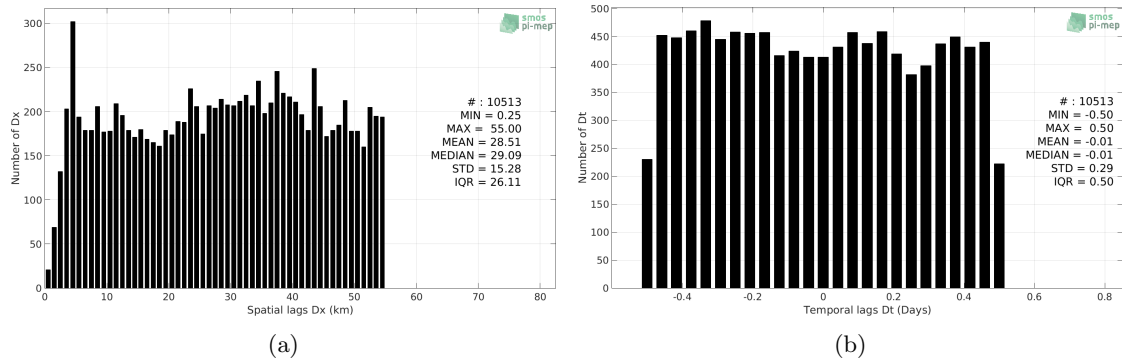 smos
pi-mep
300
250
200
150
100
50
0
Number of Dx
# : 10513
MIN = 0.25
MAX = 55.00
MEAN = 28.51
MEDIAN = 29.09
STD = 15.28
IQR = 26.11
0 10 20 30 40 50 60 70 80
Spatial lags Dx (km)
(a)
smos
pi-mep
500
450
400
350
300
250
200
150
100
50
0
Number of Dt
# : 10513
MIN = -0.50
MAX = 0.50
MEAN = -0.01
MEDIAN = -0.01
STD = 0.29
IQR = 0.50
-0.4 -0.2 0 0.2 0.4 0.6 0.8
Temporal lags Dt (Days)
(b)